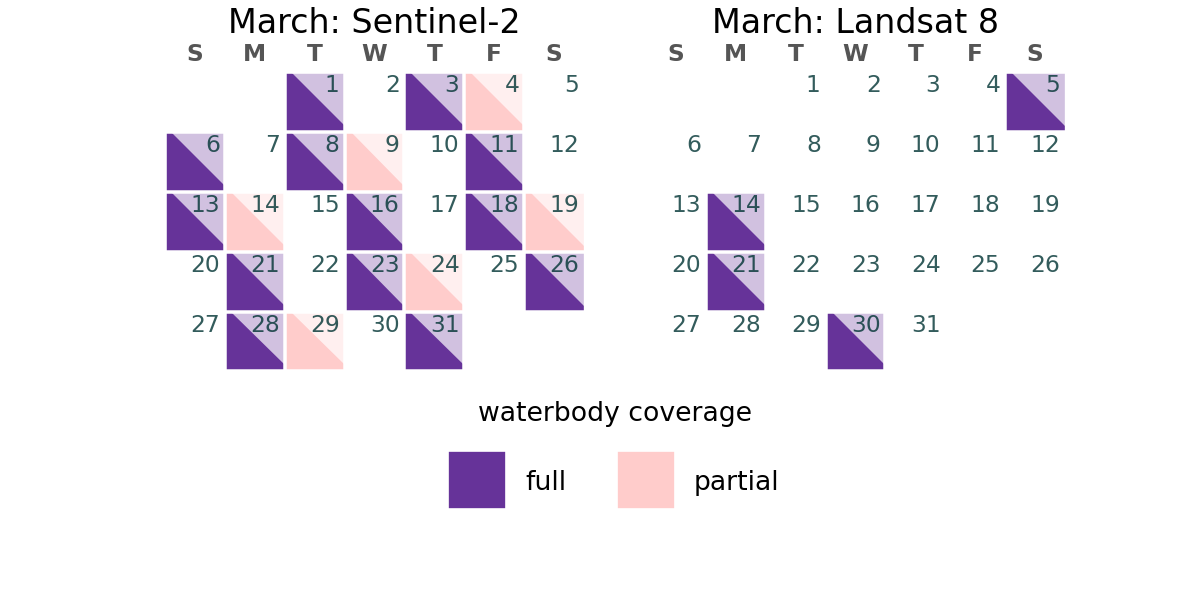 March: Sentinel-2
S M T W T F S
1 2 3 4 5
6 7 8 9 10 11 12
13 14 15 16 17 18 19
20 21 22 23 24 25 26
27 28 29 30 31
March: Landsat 8
S M T W T F S
1 2 3 4 5
6 7 8 9 10 11 12
13 14 15 16 17 18 19
20 21 22 23 24 25 26
27 28 29 30 31
waterbody coverage
full
partial